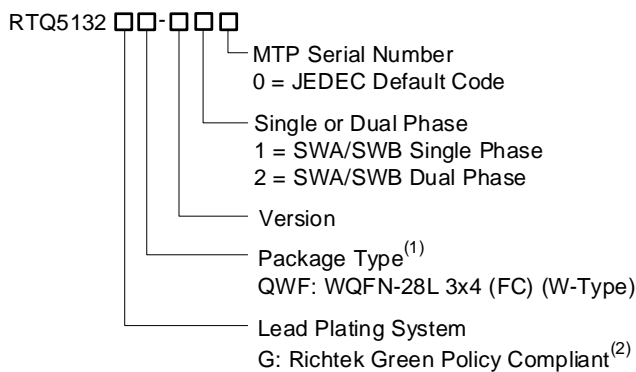 RTQ5132 □□-□□□
MTP Serial Number
0 = JEDEC Default Code
Single or Dual Phase
1 = SWA/SWB Single Phase
2 = SWA/SWB Dual Phase
Version
Package Type(1)
QWF: WQFN-28L 3x4 (FC) (W-Type)
Lead Plating System
G: Richtek Green Policy Compliant(2)